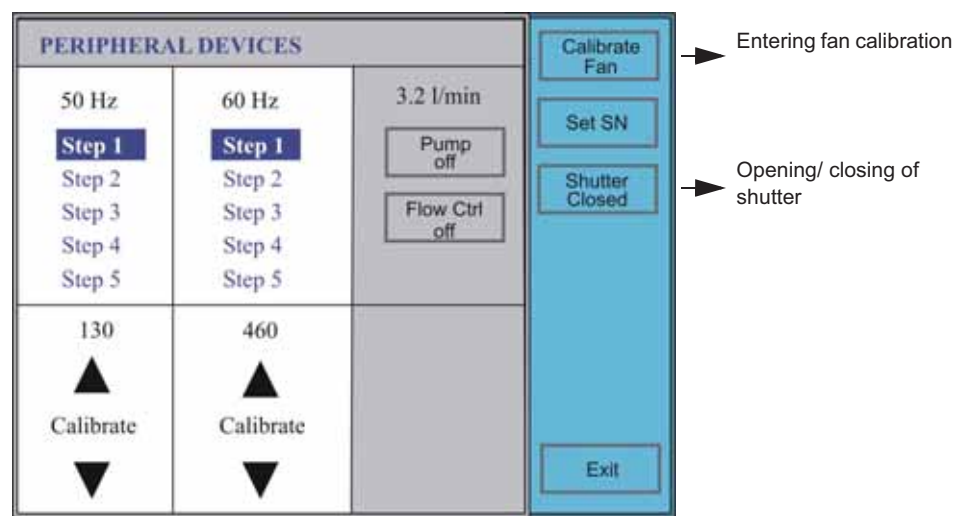 PERIPHERAL DEVICES
50 Hz
Step 1
Step 2
Step 3
Step 4
Step 5
130
Calibrate
60 Hz
Step 1
Step 2
Step 3
Step 4
Step 5
460
Calibrate
3.2 l/min
Pump
off
Flow Ctrl
off
Calibrate
Fan
Set SN
Shutter
Closed
Exit
Entering fan calibration
Opening/ closing of
shutter